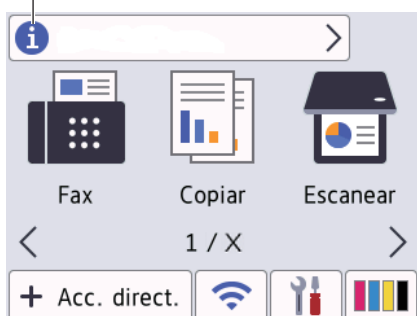 i
Fax Copiar Escanear
1 / X
+ Acc. direct.